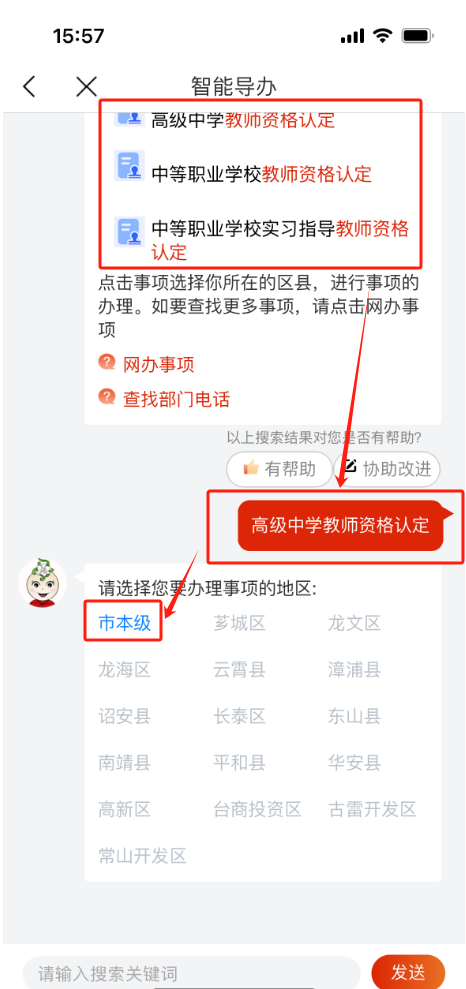 15:57
智能导办
高级中学教师资格认定
中等职业学校教师资格认定
中等职业学校实习指导教师资格
认定
点击事项选择你所在的区县，进行事项的
办理。如要查找更多事项，请点击网办事
项
网办事项
查找部门电话
以上搜索结果对您是否有帮助?
有帮助 协助改进
高级中学教师资格认定
请选择您要办理事项的地区:
市本级 芗城区 龙文区
龙海区 云霄县 漳浦县
诏安县 长泰区 东山县
南靖县 平和县 华安县
高新区 台商投资区 古雷开发区
常山开发区
请输入搜索关键词 发送